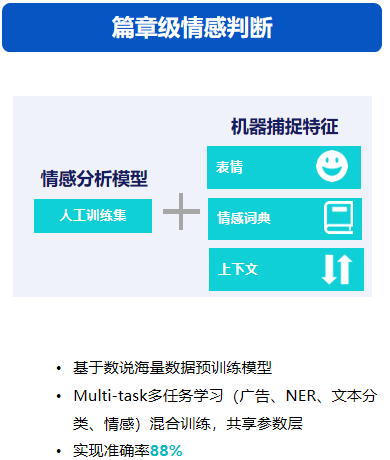 篇章级情感判断
情感分析模型
人工训练集
机器捕捉特征
表情
情感词典
上下文
• 基于数说海量数据预训练模型
• Multi-task多任务学习（广告、NER、文本分
类、情感）混合训练，共享参数层
• 实现准确率88%